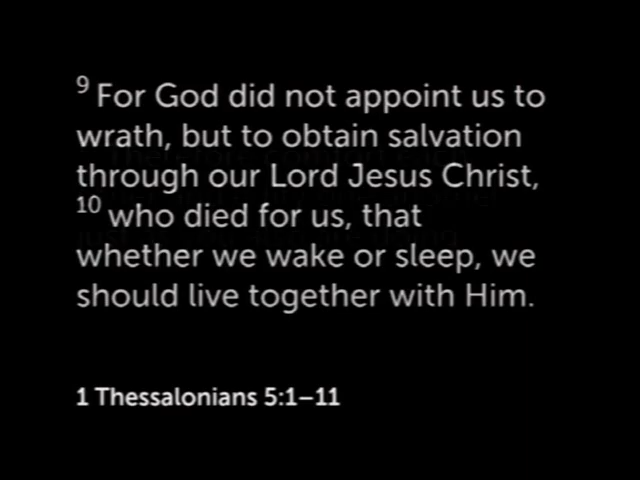 9 For God did not appoint us to
wrath, but to obtain salvation
through our Lord Jesus Christ,
10 who died for us, that
whether we wake or sleep, we
should live together with Him.
1 Thessalonians 5:1–11